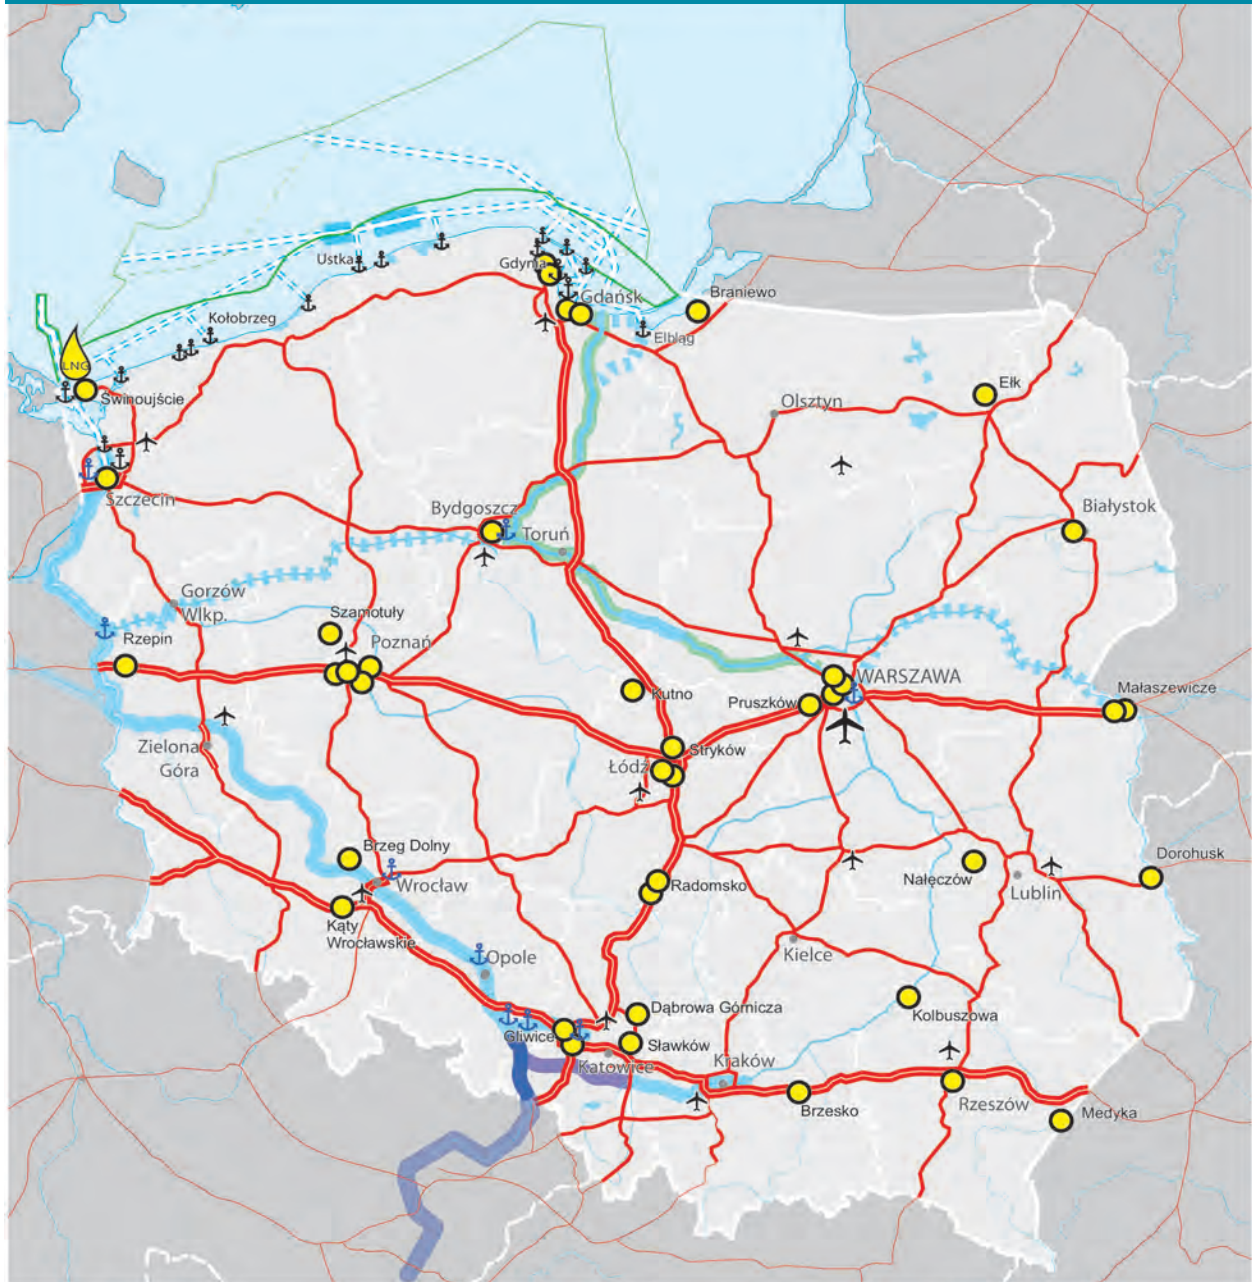 Ustka
Gdynia
Gdańsk
Braniewo
Kołobrzeg
Elbląg
LNG
Świnoujście
Ełk
Olsztyn
Szczecin
Bydgoszcz
Toruń
Białystok
Gorzów
Wlkp.
Szamotuły
Rzepin
Poznań
WARSZAWA
Kutno
Pruszków
Małaszewicze
Zielona
Góra
Stryków
Łódź
Brzeg Dolny
Wrocław
Radomsko
Nałęczów
Lublin
Dorohusk
Kąty
Wrocławskie
Opole
Kielce
Dąbrowa Górnicza
Kolbuszowa
Gliwice
Sławków
Katowice
Kraków
Brzesko
Rzeszów
Medyka